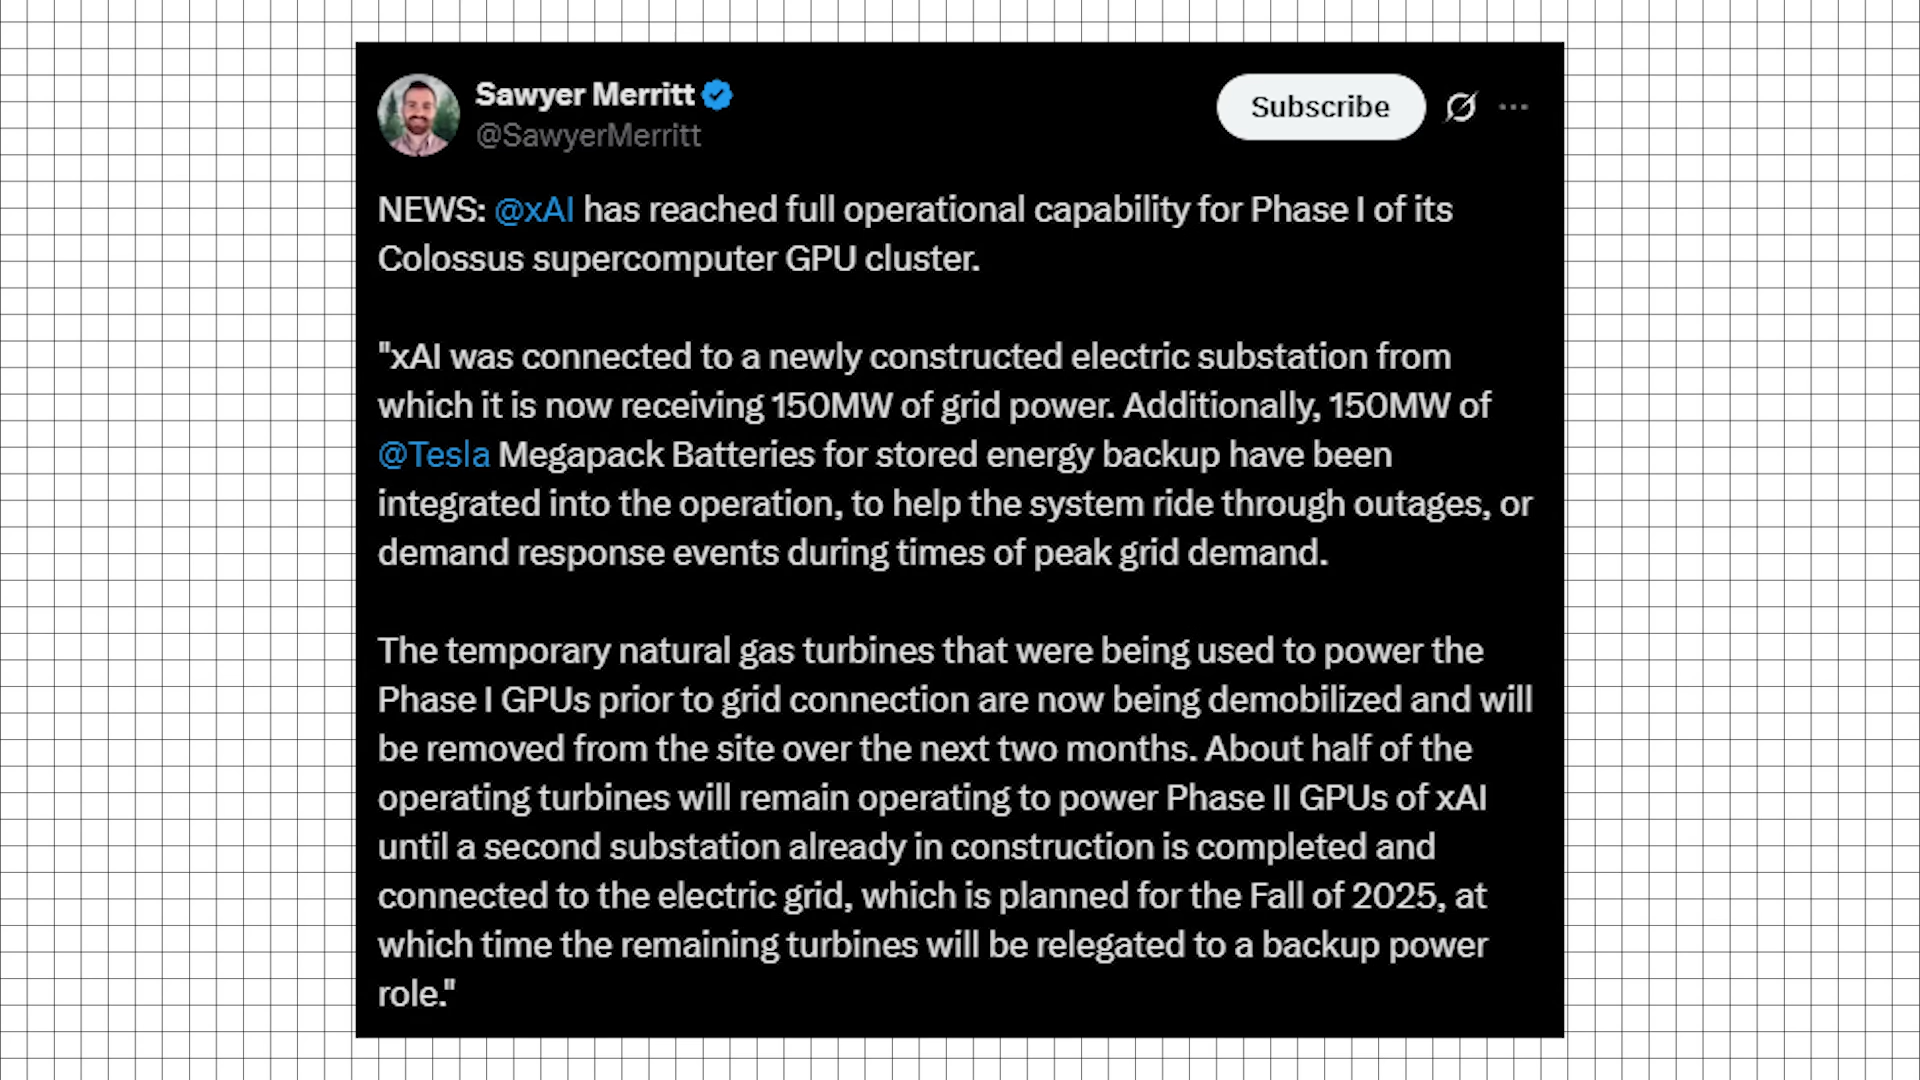 Sawyer Merritt
@SawyerMerritt
Subscribe
NEWS: @xAI has reached full operational capability for Phase I of its
Colossus supercomputer GPU cluster.
"xAI was connected to a newly constructed electric substation from
which it is now receiving 150MW of grid power. Additionally, 150MW of
@Tesla Megapack Batteries for stored energy backup have been
integrated into the operation, to help the system ride through outages, or
demand response events during times of peak grid demand.
The temporary natural gas turbines that were being used to power the
Phase I GPUs prior to grid connection are now being demobilized and will
be removed from the site over the next two months. About half of the
operating turbines will remain operating to power Phase II GPUs of xAI
until a second substation already in construction is completed and
connected to the electric grid, which is planned for the Fall of 2025, at
which time the remaining turbines will be relegated to a backup power
role."